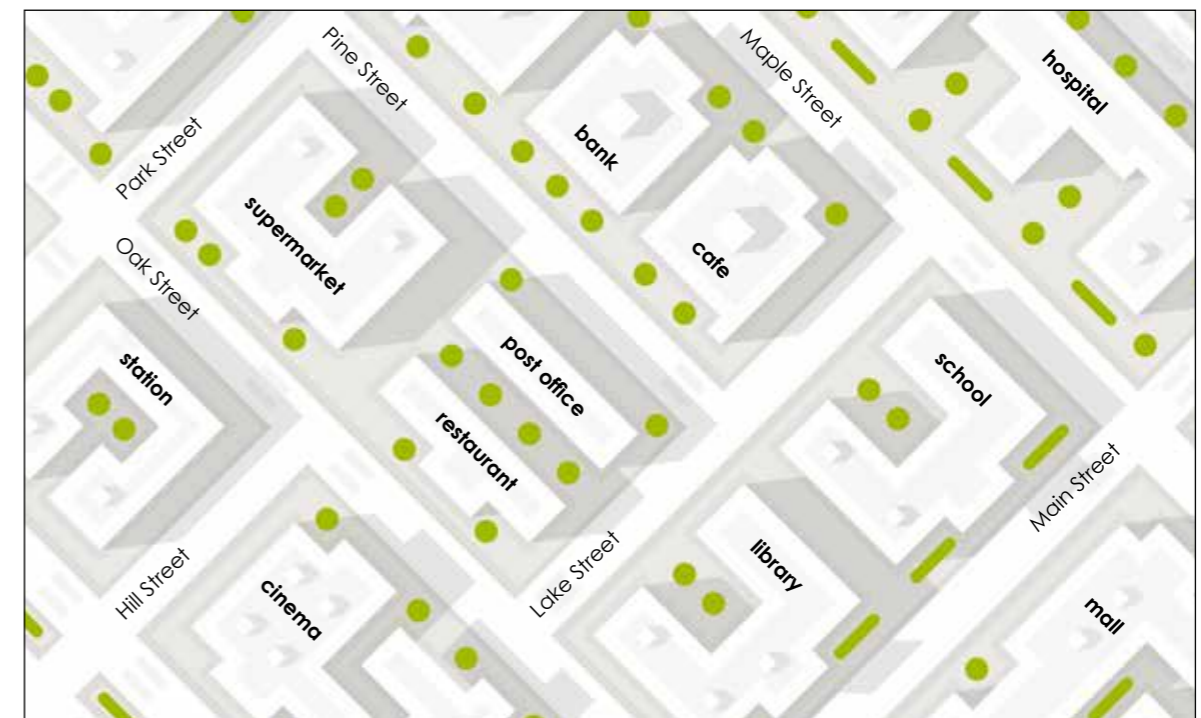 Pine Street
Maple Street
hospital
bank
Park Street
supermarket
cafe
Oak Street
station
post office
school
restaurant
Main Street
Hill Street
Lake Street
library
cinema
mall